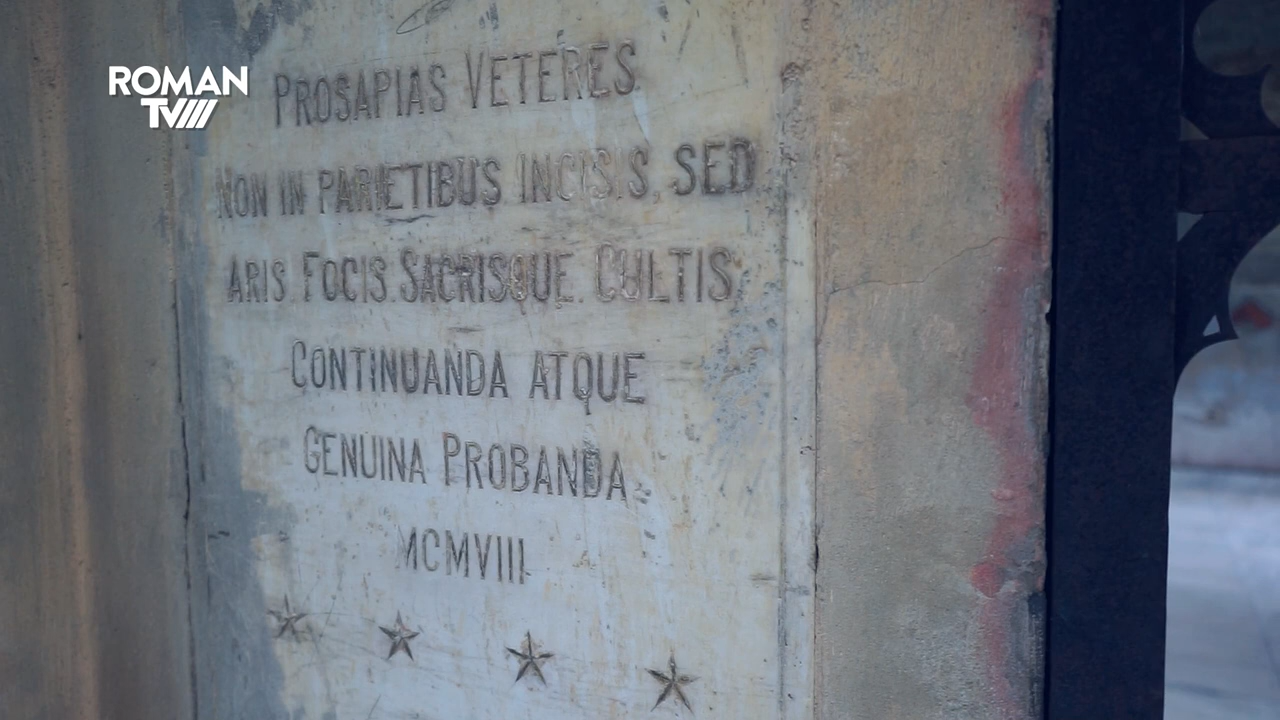 ROMAN
TV
PROSAPIAS VETERES
NON IN PARIETIBUS INCISIS, SED
ARIS. FOCIS. SACRISQUE. CULTIS
CONTINUANDA ATQUE
GENUINA PROBANDA
MCMVIII